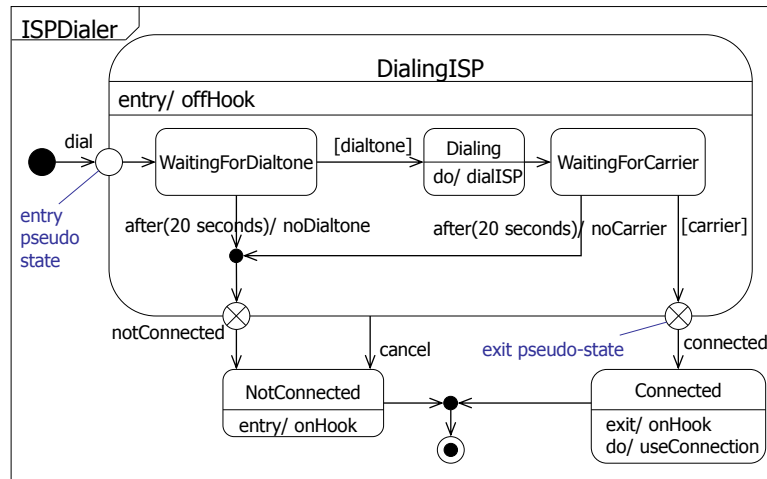 ISPDialer
DialingISP
entry/ offHook
dial
WaitingForDialtone
[dialtone]
Dialing
do/ dialISP
WaitingForCarrier
entry
pseudo
state
after(20 seconds)/ noDialtone
after(20 seconds)/ noCarrier
[carrier]
notConnected
cancel
exit pseudo-state
connected
NotConnected
entry/ onHook
Connected
exit/ onHook
do/ useConnection